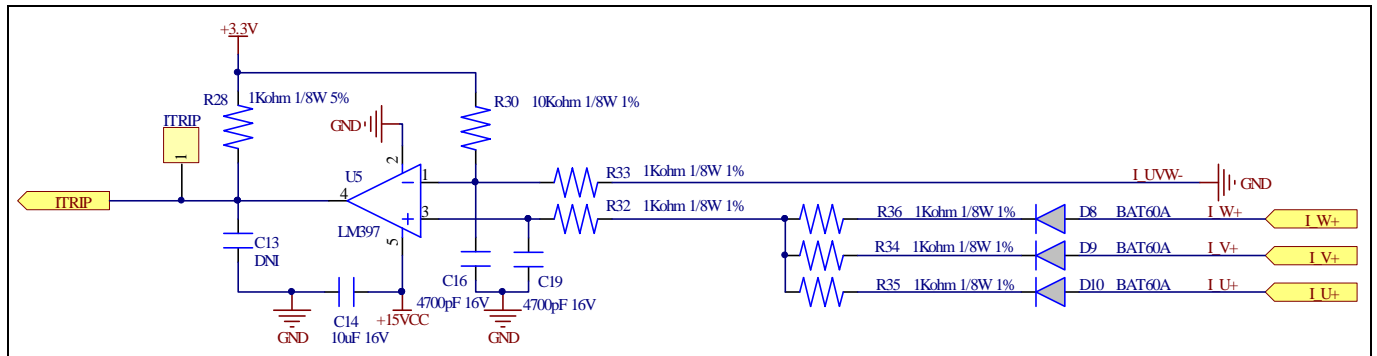 +3.3V
R28 1Kohm 1/8W 5%
R30 10Kohm 1/8W 1%
ITRIP
1
GND
2
U5
4
1
3
5
LM397
R33 1Kohm 1/8W 1%
I_UVW-
GND
R32 1Kohm 1/8W 1%
ITRIP
R36 1Kohm 1/8W 1%
D8 BAT60A
I_W+
I_W+
R34 1Kohm 1/8W 1%
D9 BAT60A
I_V+
I_V+
R35 1Kohm 1/8W 1%
D10 BAT60A
I_U+
I_U+
C13
DNI
C16
4700pF 16V
C19
4700pF 16V
GND
C14
10uF 16V
+15VCC
GND